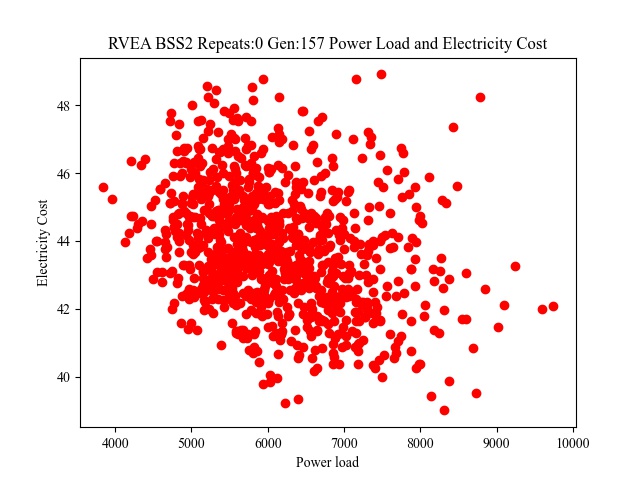 RVEA BSS2 Repeats:0 Gen:157 Power Load and Electricity Cost
48
46
44
42
40
Electricity Cost
4000 5000 6000 7000 8000 9000 10000
Power load